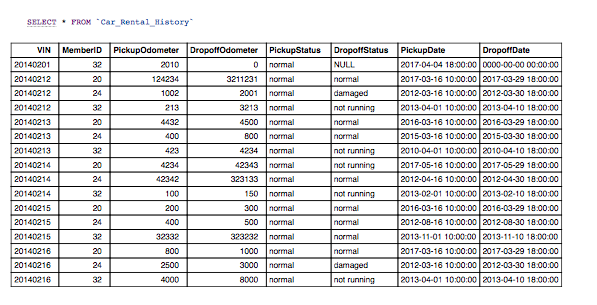 SELECT * FROM `Car_Rental_History`
VIN MemberID PickupOdometer DropoffOdometer PickupStatus DropoffStatus PickupDate DropoffDate
20140201 32 2010 0 normal NULL 2017-04-04 18:00:00 0000-00-00 00:00:00
20140212 20 124234 3211231 normal normal 2017-03-16 10:00:00 2017-03-29 18:00:00
20140212 24 1002 2001 normal damaged 2012-03-16 10:00:00 2012-03-30 18:00:00
20140212 32 213 3213 normal not running 2013-04-01 10:00:00 2013-04-10 18:00:00
20140213 20 4432 4500 normal normal 2016-03-16 10:00:00 2016-03-29 18:00:00
20140213 24 400 800 normal normal 2015-03-16 10:00:00 2015-03-30 18:00:00
20140213 32 423 4234 normal not running 2010-04-01 10:00:00 2010-04-10 18:00:00
20140214 20 4234 42343 normal not running 2017-05-16 10:00:00 2017-05-29 18:00:00
20140214 24 42342 323133 normal normal 2012-04-16 10:00:00 2012-04-30 18:00:00
20140214 32 100 150 normal not running 2013-02-01 10:00:00 2013-02-10 18:00:00
20140215 20 200 300 normal normal 2016-03-16 10:00:00 2016-03-29 18:00:00
20140215 24 400 500 normal normal 2012-08-16 10:00:00 2012-08-30 18:00:00
20140215 32 32332 323232 normal normal 2013-11-01 10:00:00 2013-11-10 18:00:00
20140216 20 800 1000 normal normal 2017-03-16 10:00:00 2017-03-29 18:00:00
20140216 24 2500 3000 normal damaged 2012-03-16 10:00:00 2012-03-30 18:00:00
20140216 32 4000 8000 normal not running 2013-04-01 10:00:00 2013-04-10 18:00:00